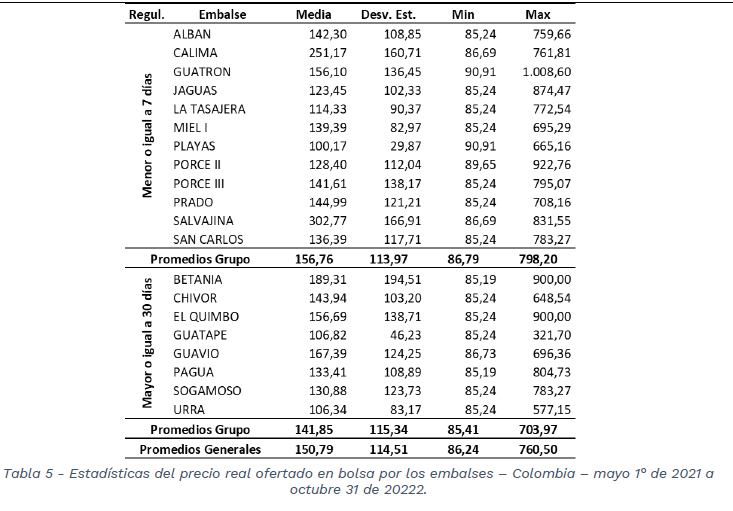 Regul. Embalse Media Desv. Est. Min Max
Menor o igual a 7 días
ALBAN 142,30 108,85 85,24 759,66
CALIMA 251,17 160,71 86,69 761,81
GUATRON 156,10 136,45 90,91 1.008,60
JAGUAS 123,45 102,33 85,24 874,47
LA TASAJERA 114,33 90,37 85,24 772,54
MIEL I 139,39 82,97 85,24 695,29
PLAYAS 100,17 29,87 90,91 665,16
PORCE II 128,40 112,04 89,65 922,76
PORCE III 141,61 138,17 85,24 795,07
PRADO 144,99 121,21 85,24 708,16
SALVAJINA 302,77 166,91 86,69 831,55
SAN CARLOS 136,39 117,71 85,24 783,27
Promedios Grupo 156,76 113,97 86,79 798,20
Mayor o igual a 30 días
BETANIA 189,31 194,51 85,19 900,00
CHIVOR 143,94 103,20 85,24 648,54
EL QUIMBO 156,69 138,71 85,24 900,00
GUATAPE 106,82 46,23 85,24 321,70
GUAVIO 167,39 124,25 86,73 696,36
PAGUA 133,41 108,89 85,19 804,73
SOGAMOSO 130,88 123,73 85,24 783,27
URRA 106,34 83,17 85,24 577,15
Promedios Grupo 141,85 115,34 85,41 703,97
Promedios Generales 150,79 114,51 86,24 760,50
Tabla 5 - Estadísticas del precio real ofertado en bolsa por los embalses – Colombia – mayo 1º de 2021 a
octubre 31 de 20222.